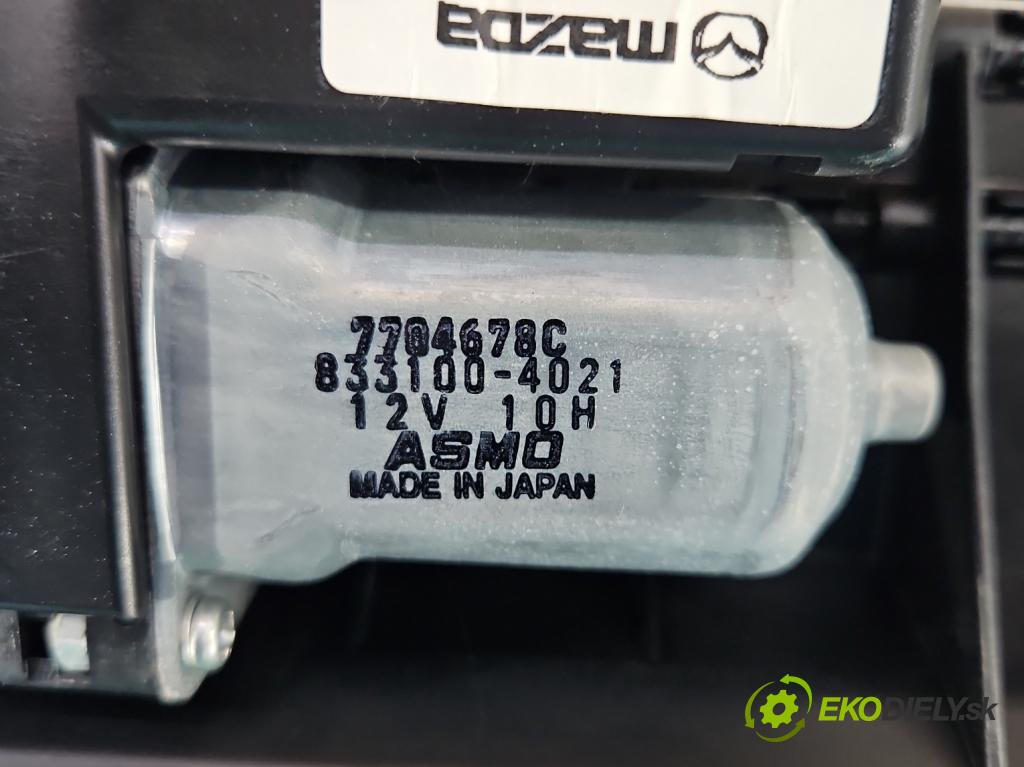 mazda
7704678C
833100-4021
12V 10H
ASMO
MADE IN JAPAN
EKODIELY.sk